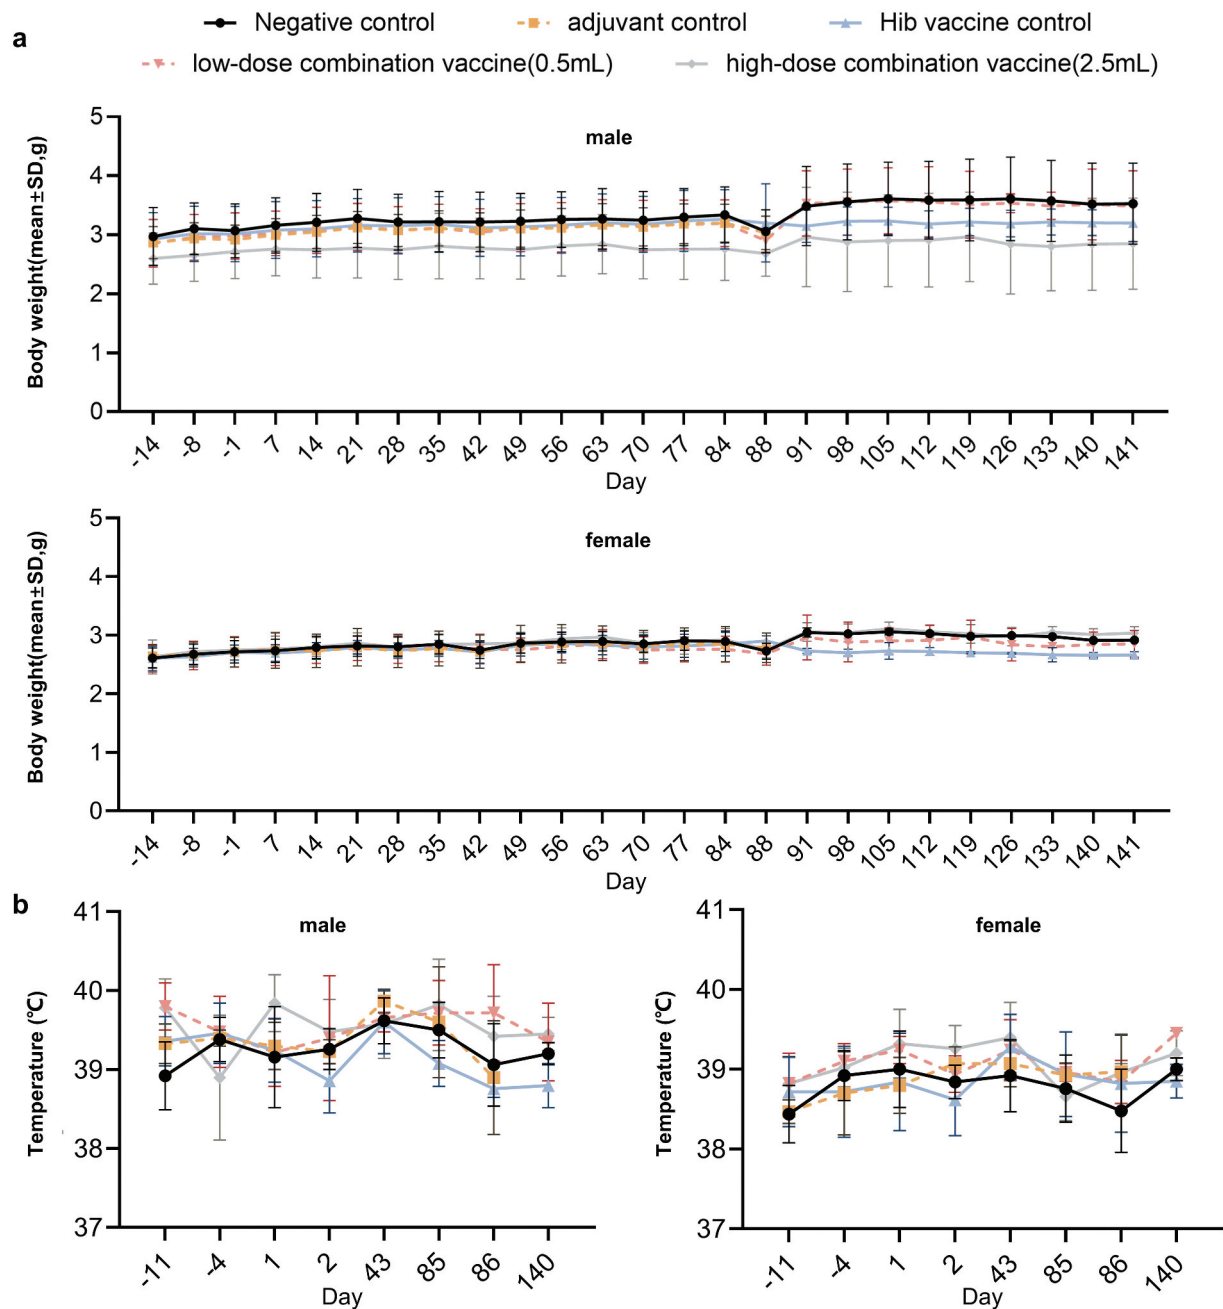 Negative control adjuvant control Hib vaccine control
a
low-dose combination vaccine(0.5mL) high-dose combination vaccine(2.5mL)
male
Body weight(mean±SD,g)
5
4
3
2
1
0
-14 -8 -1 7 14 21 28 35 42 49 56 63 70 77 84 88 91 98 105 112 119 126 133 140 141
Day
female
Body weight(mean±SD,g)
5
4
3
2
1
0
-14 -8 -1 7 14 21 28 35 42 49 56 63 70 77 84 88 91 98 105 112 119 126 133 140 141
Day
b
male
Temperature (℃)
41
40
39
38
37
-11 -4 1 2 43 85 86 140
Day
female
Temperature (℃)
41
40
39
38
37
-11 -4 1 2 43 85 86 140
Day